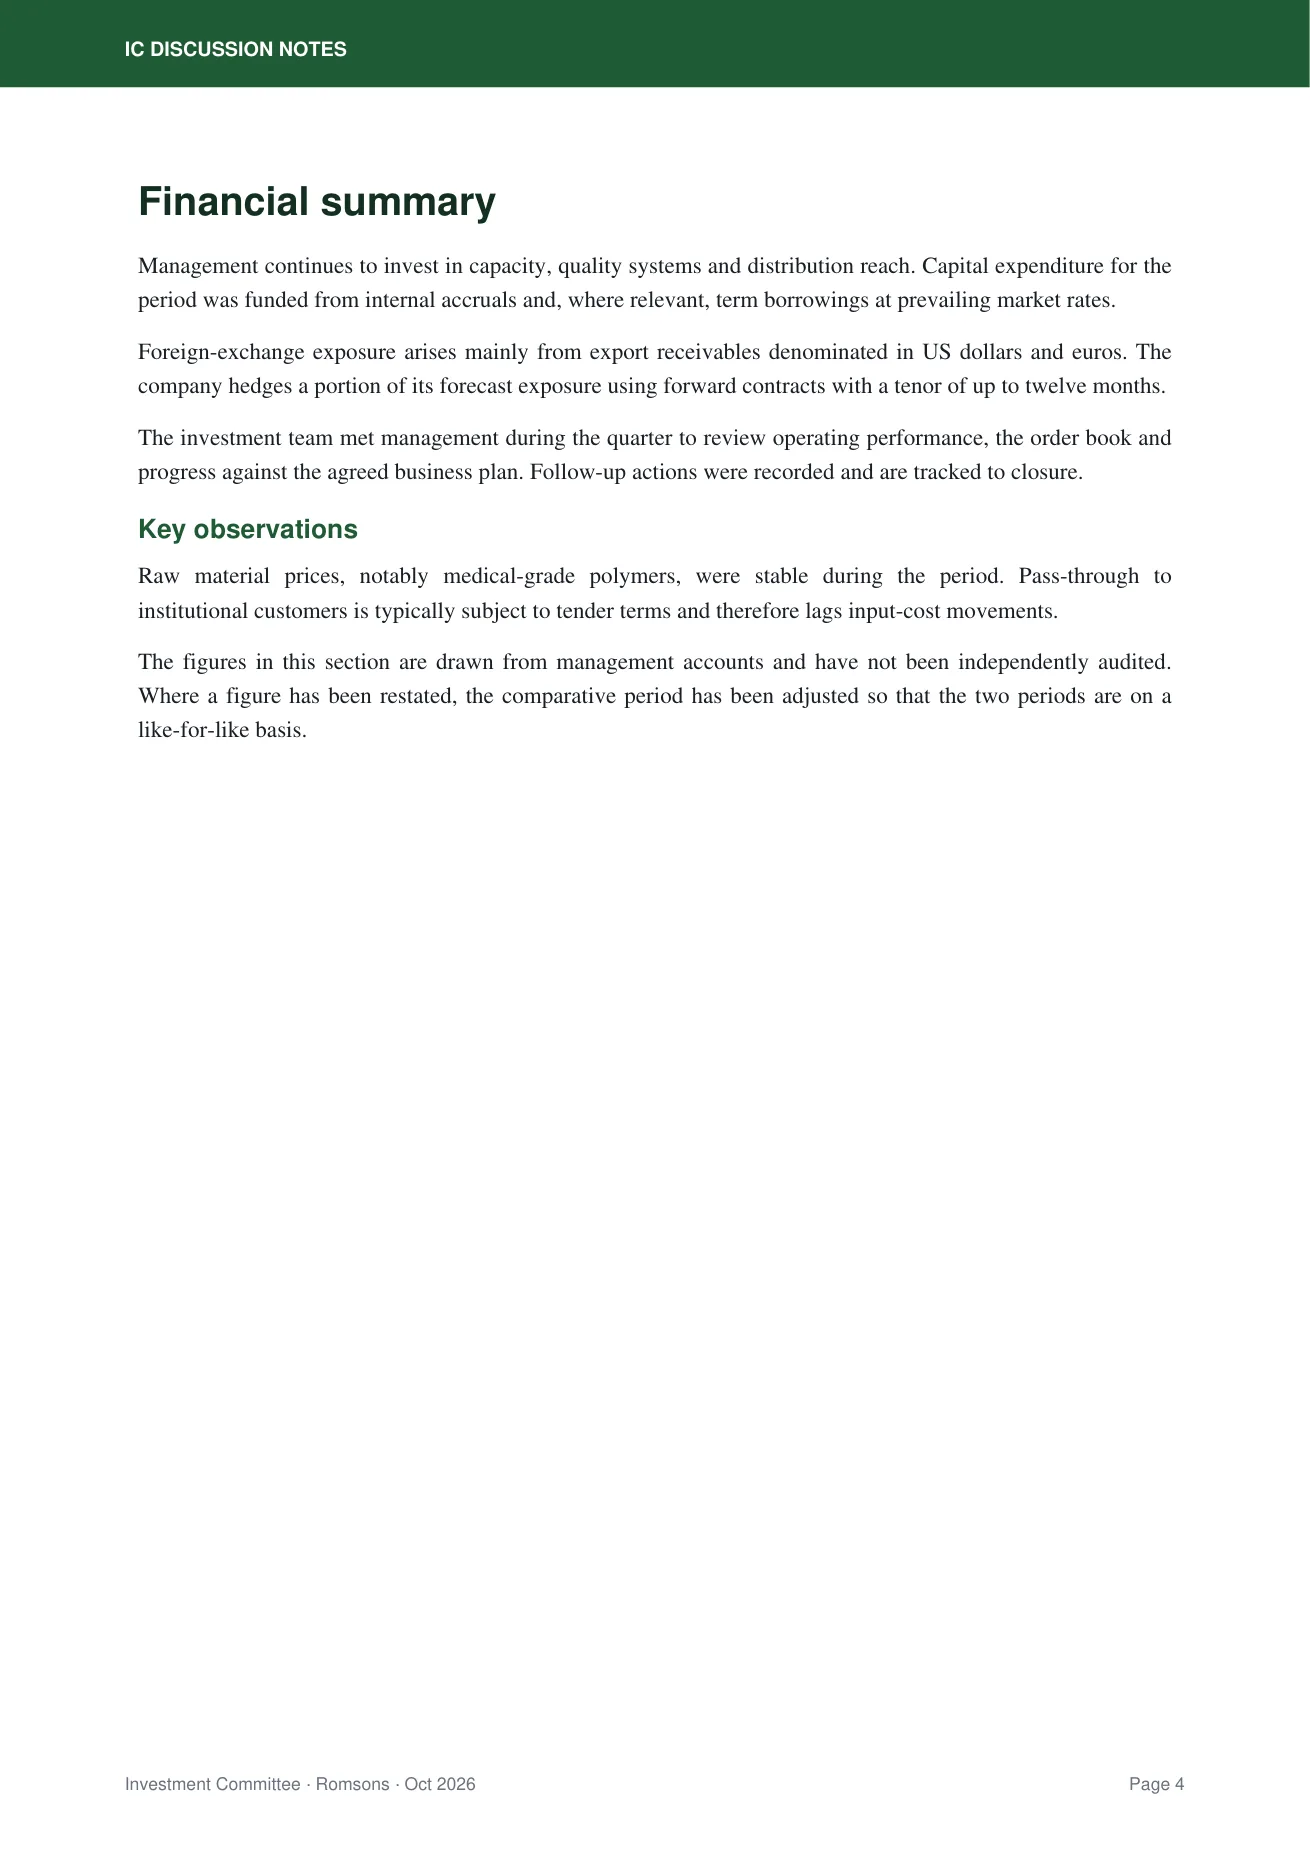 IC DISCUSSION NOTES
Financial summary
Management continues to invest in capacity, quality systems and distribution reach. Capital expenditure for the
period was funded from internal accruals and, where relevant, term borrowings at prevailing market rates.
Foreign-exchange exposure arises mainly from export receivables denominated in US dollars and euros. The
company hedges a portion of its forecast exposure using forward contracts with a tenor of up to twelve months.
The investment team met management during the quarter to review operating performance, the order book and
progress against the agreed business plan. Follow-up actions were recorded and are tracked to closure.
Key observations
Raw material prices, notably medical-grade polymers, were stable during the period. Pass-through to
institutional customers is typically subject to tender terms and therefore lags input-cost movements.
The figures in this section are drawn from management accounts and have not been independently audited.
Where a figure has been restated, the comparative period has been adjusted so that the two periods are on a
like-for-like basis.
Investment Committee · Romsons · Oct 2026
Page 4